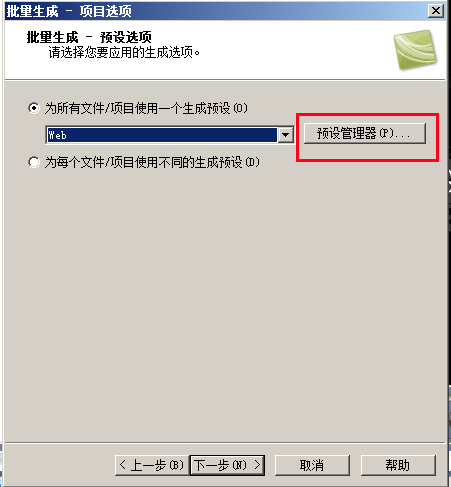 批量生成 - 项目选项
批量生成 - 预设选项
请选择您要应用的生成选项。
为所有文件/项目使用一个生成预设(O)
Web
预设管理器(P)...
为每个文件/项目使用不同的生成预设(D)
< 上一步(B)
下一步(N) >
取消
帮助